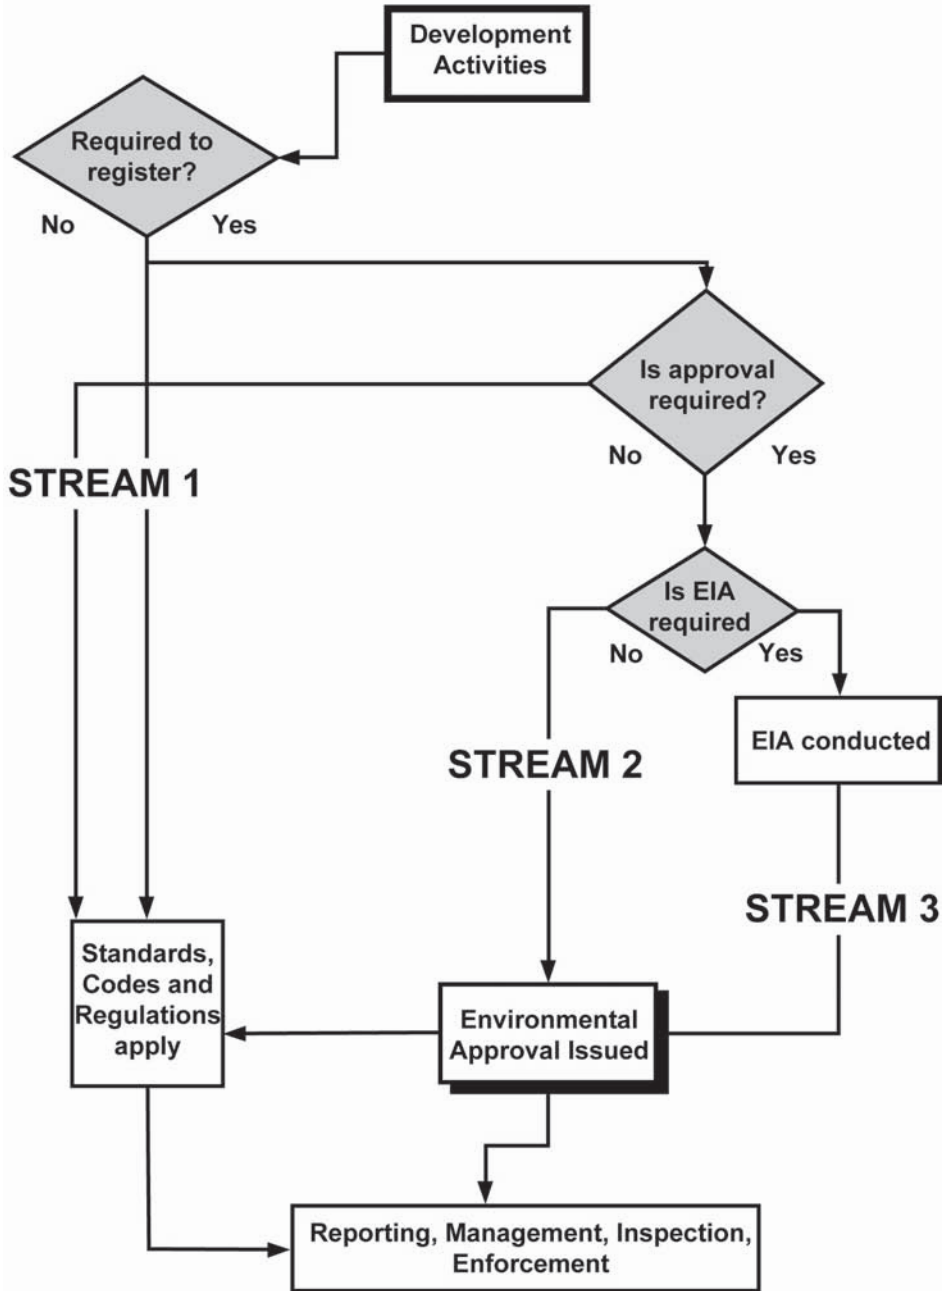 Development
Activities
Required to
register?
No
Yes
Is approval
required?
No
Yes
STREAM 1
Is EIA
required
No
Yes
EIA conducted
STREAM 2
STREAM 3
Standards,
Codes and
Regulations
apply
Environmental
Approval Issued
Reporting, Management, Inspection,
Enforcement